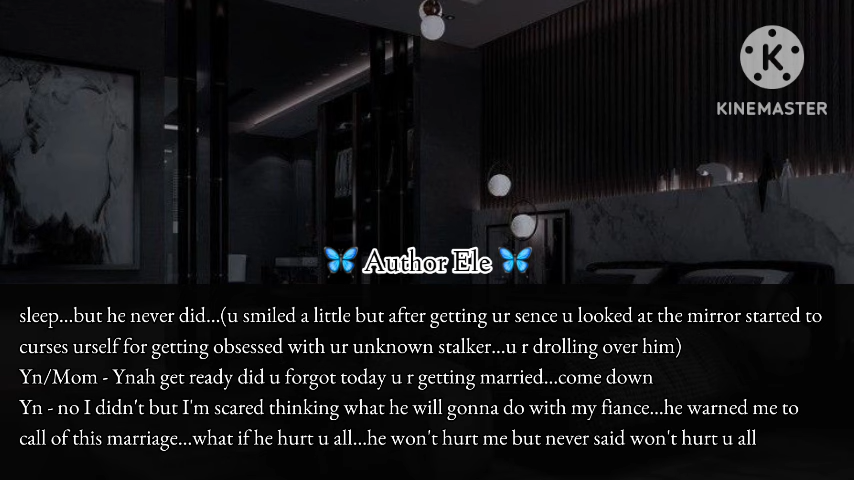 K
KINEMASTER
🦋 Author Ele 🦋
sleep...but he never did...(u smiled a little but after getting ur sence u looked at the mirror started to
curses urself for getting obsessed with ur unknown stalker...u r drolling over him)
Yn/Mom - Ynah get ready did u forgot today u r getting married...come down
Yn - no I didn't but I'm scared thinking what he will gonna do with my fiance...he warned me to
call of this marriage...what if he hurt u all...he won't hurt me but never said won't hurt u all